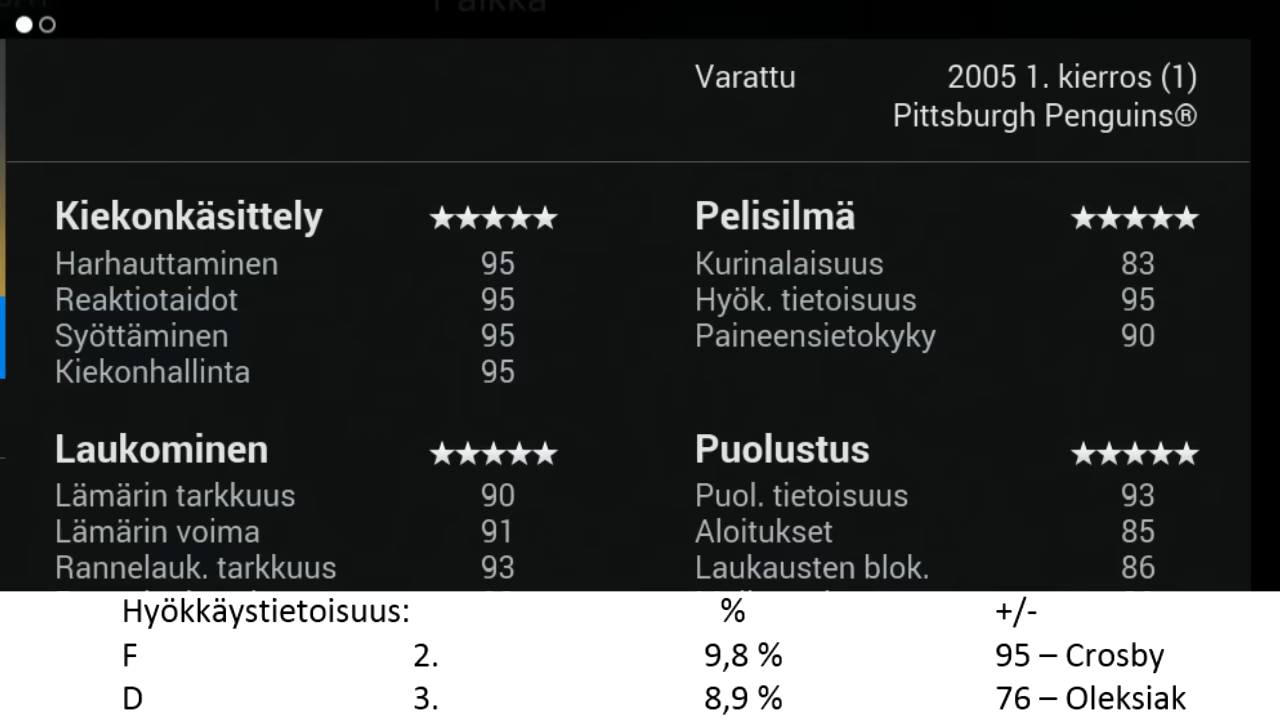 Varattu 2005 1. kierros (1)
Pittsburgh Penguins®
Kiekonkäsittely ★★★★★ Pelisilmä ★★★★★
Harhauttaminen 95 Kurinalaisuus 83
Reaktiotaidot 95 Hyök. tietoisuus 95
Syöttäminen 95 Paineensietokyky 90
Kiekonhallinta 95
Laukominen ★★★★★ Puolustus ★★★★★
Lämärin tarkkuus 90 Puol. tietoisuus 93
Lämärin voima 91 Aloitukset 85
Rannelauk. tarkkuus 93 Laukausten blok. 86
Hyökkäystietoisuus: % +/-
F 2. 9,8 % 95 – Crosby
D 3. 8,9 % 76 – Oleksiak